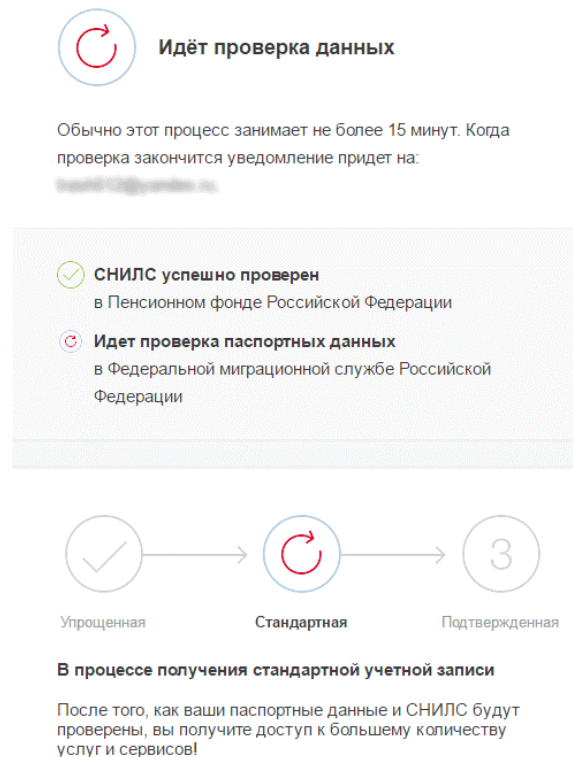 Идёт проверка данных
Обычно этот процесс занимает не более 15 минут. Когда
проверка закончится уведомление придет на:
СНИЛС успешно проверен
в Пенсионном фонде Российской Федерации
Идет проверка паспортных данных
в Федеральной миграционной службе Российской
Федерации
3
Упрощенная Стандартная Подтвержденная
В процессе получения стандартной учетной записи
После того, как ваши паспортные данные и СНИЛС будут
проверены, вы получите доступ к большему количеству
услуг и сервисов!